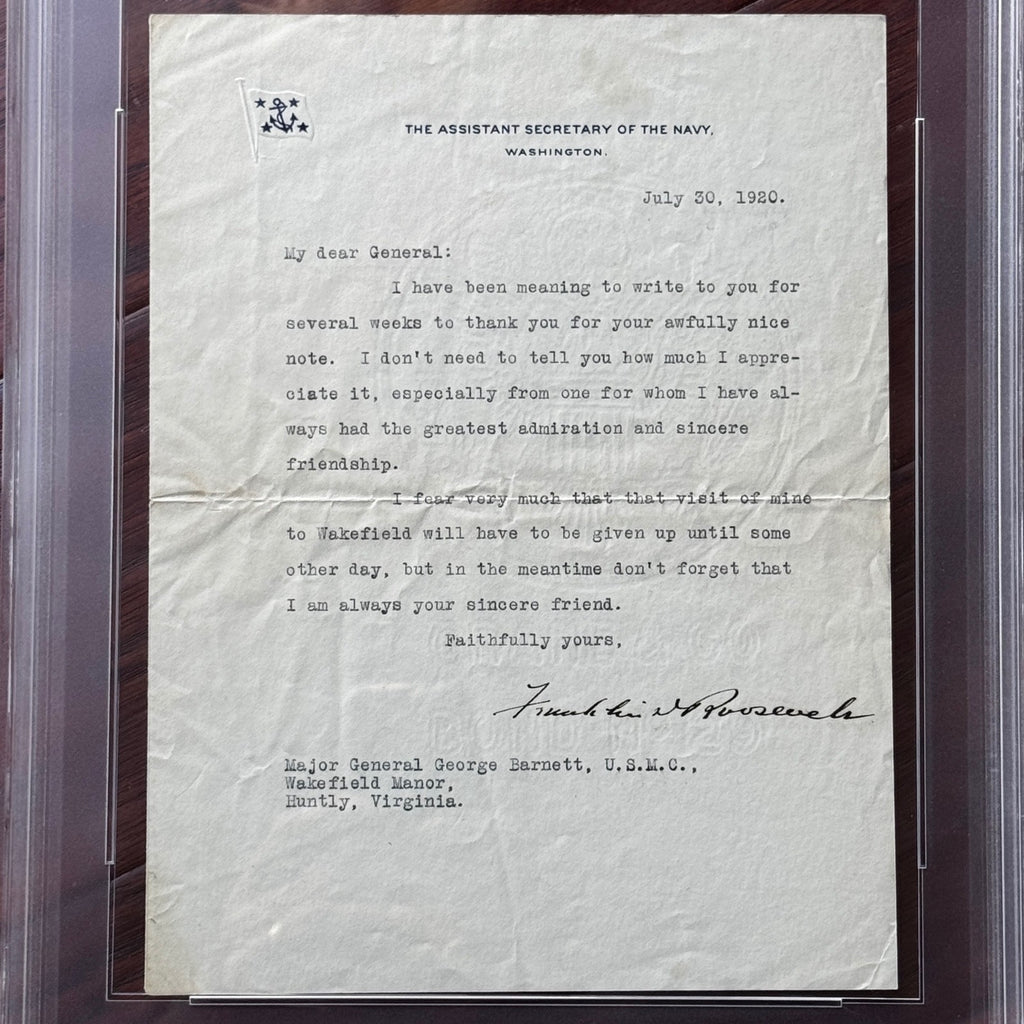 THE ASSISTANT SECRETARY OF THE NAVY,
WASHINGTON.
July 30, 1920.
My dear General:
I have been meaning to write to you for
several weeks to thank you for your awfully nice
note. I don't need to tell you how much I appre-
ciate it, especially from one for whom I have al-
ways had the greatest admiration and sincere
friendship.
I fear very much that that visit of mine
to Wakefield will have to be given up until some
other day, but in the meantime don't forget that
I am always your sincere friend.
Faithfully yours,
Franklin D Roosevelt
Major General George Barnett, U.S.M.C.,
Wakefield Manor,
Huntly, Virginia.